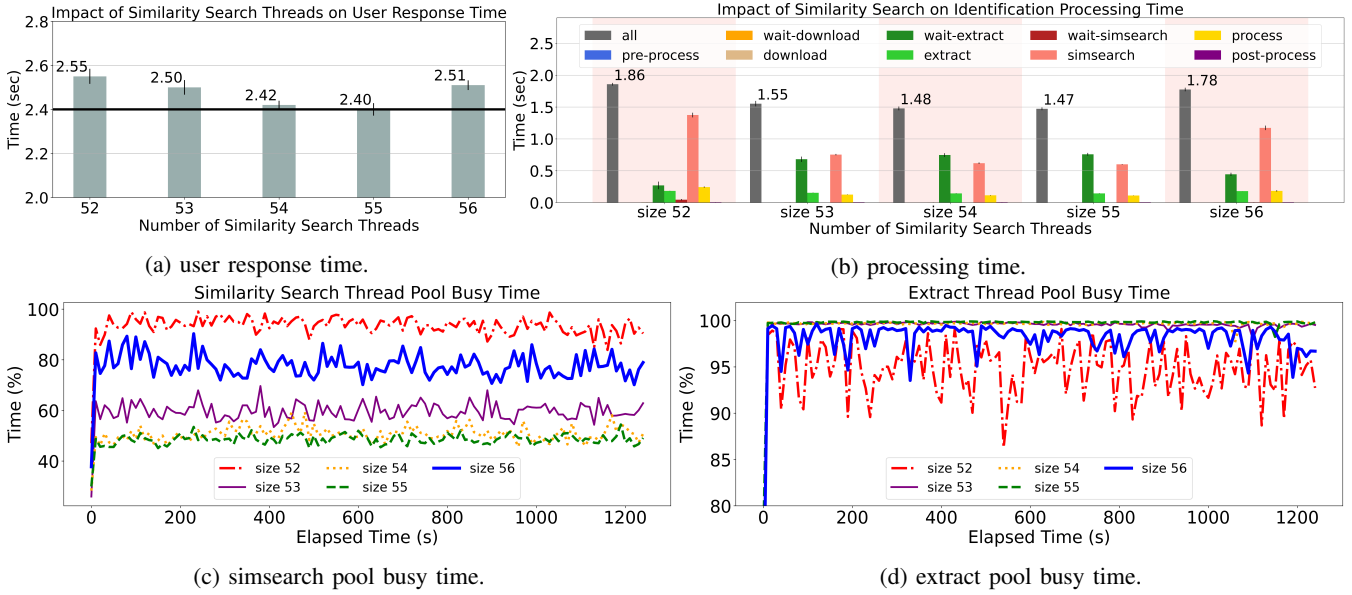 Impact of Similarity Search Threads on User Response Time
2.8
2.6
2.4
2.2
2.0
Time (sec)
2.55
2.50
2.42
2.40
2.51
52 53 54 55 56
Number of Similarity Search Threads
(a) user response time.
Impact of Similarity Search on Identification Processing Time
2.5
2.0
1.5
1.0
0.5
0.0
Time (sec)
all wait-download wait-extract wait-simsearch process
pre-process download extract simsearch post-process
1.86
1.55
1.48
1.47
1.78
size 52 size 53 size 54 size 55 size 56
Number of Similarity Search Threads
(b) processing time.
Similarity Search Thread Pool Busy Time
100
80
60
40
Time (%)
size 52 size 54 size 56
size 53 size 55
0 200 400 600 800 1000 1200
Elapsed Time (s)
(c) simsearch pool busy time.
Extract Thread Pool Busy Time
100
95
90
85
80
Time (%)
size 52 size 54 size 56
size 53 size 55
0 200 400 600 800 1000 1200
Elapsed Time (s)
(d) extract pool busy time.